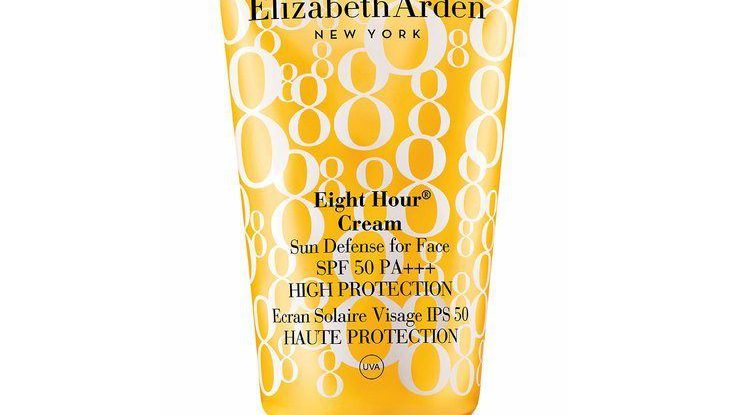 Elizabeth Arden
NEW YORK
Eight Hour®
Cream
Sun Defense for Face
SPF 50 PA+++
HIGH PROTECTION
Ecran Solaire Visage IPS 50
HAUTE PROTECTION
UVA